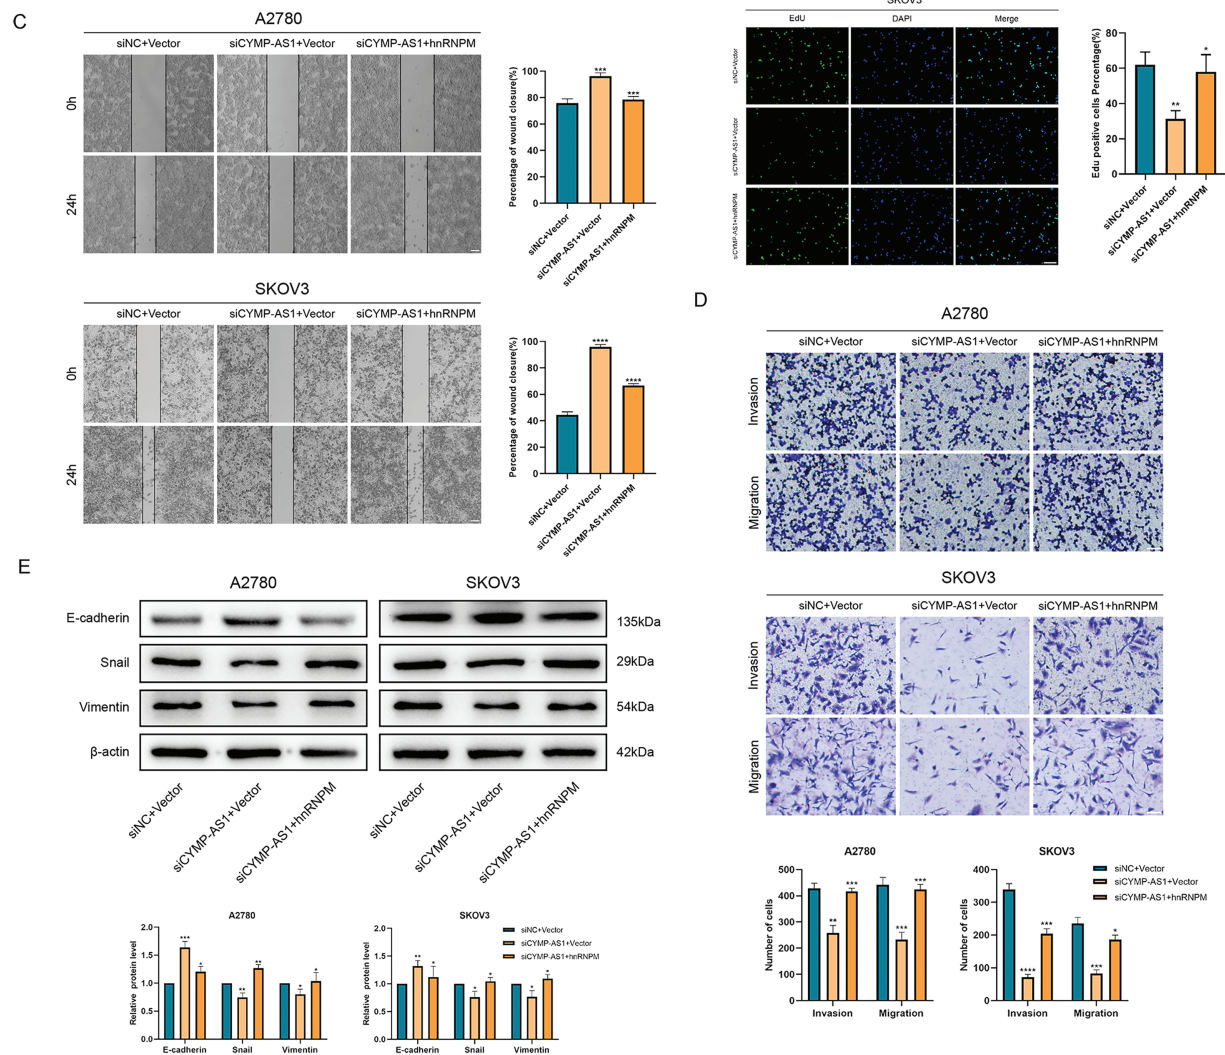 C
A2780
siNC+Vector siCYMP-AS1+Vector siCYMP-AS1+hnRNPM
0h
24h
Percentage of wound closure(%)
100
80
60
40
20
0
***
***
siNC+Vector
siCYMP-AS1+Vector
siCYMP-AS1+hnRNPM
SKOV3
siNC+Vector siCYMP-AS1+Vector siCYMP-AS1+hnRNPM
0h
24h
Percentage of wound closure(%)
100
80
60
40
20
0
****
****
siNC+Vector
siCYMP-AS1+Vector
siCYMP-AS1+hnRNPM
SKOV3
EdU DAPI Merge
siNC+Vector
siCYMP-AS1+Vector
siCYMP-AS1+hnRNPM
Edu positive cells Percentage(%)
80
60
40
20
0
**
*
siNC+Vector
siCYMP-AS1+Vector
siCYMP-AS1+hnRNPM
D
A2780
siNC+Vector siCYMP-AS1+Vector siCYMP-AS1+hnRNPM
Invasion
Migration
SKOV3
siNC+Vector siCYMP-AS1+Vector siCYMP-AS1+hnRNPM
Invasion
Migration
A2780
Number of cells
500
400
300
200
100
0
** *** *** ***
Invasion Migration
SKOV3
Number of cells
400
300
200
100
0
**** *** *** *
Invasion Migration
siNC+Vector
siCYMP-AS1+Vector
siCYMP-AS1+hnRNPM
E
A2780 SKOV3
E-cadherin 135kDa
Snail 29kDa
Vimentin 54kDa
β-actin 42kDa
siNC+Vector
siCYMP-AS1+Vector
siCYMP-AS1+hnRNPM
siNC+Vector
siCYMP-AS1+Vector
siCYMP-AS1+hnRNPM
A2780
Relative protein level
2.0
1.5
1.0
0.5
0.0
*** * ** ** * *
E-cadherin Snail Vimentin
SKOV3
Relative protein level
2.0
1.5
1.0
0.5
0.0
** * * * * *
E-cadherin Snail Vimentin
siNC+Vector
siCYMP-AS1+Vector
siCYMP-AS1+hnRNPM